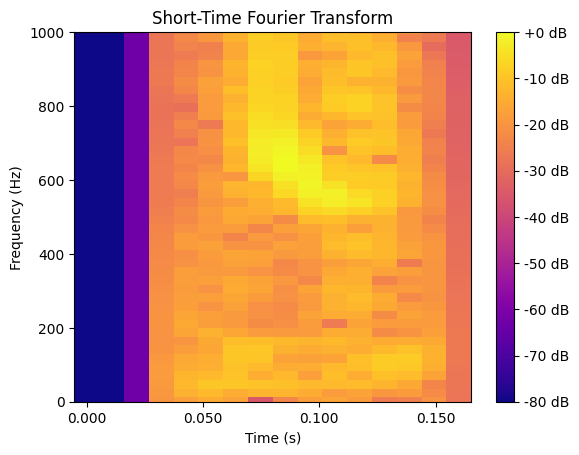 Short-Time Fourier Transform
Frequency (Hz)
1000
800
600
400
200
0
0.000
0.050
0.100
0.150
Time (s)
+0 dB
-10 dB
-20 dB
-30 dB
-40 dB
-50 dB
-60 dB
-70 dB
-80 dB